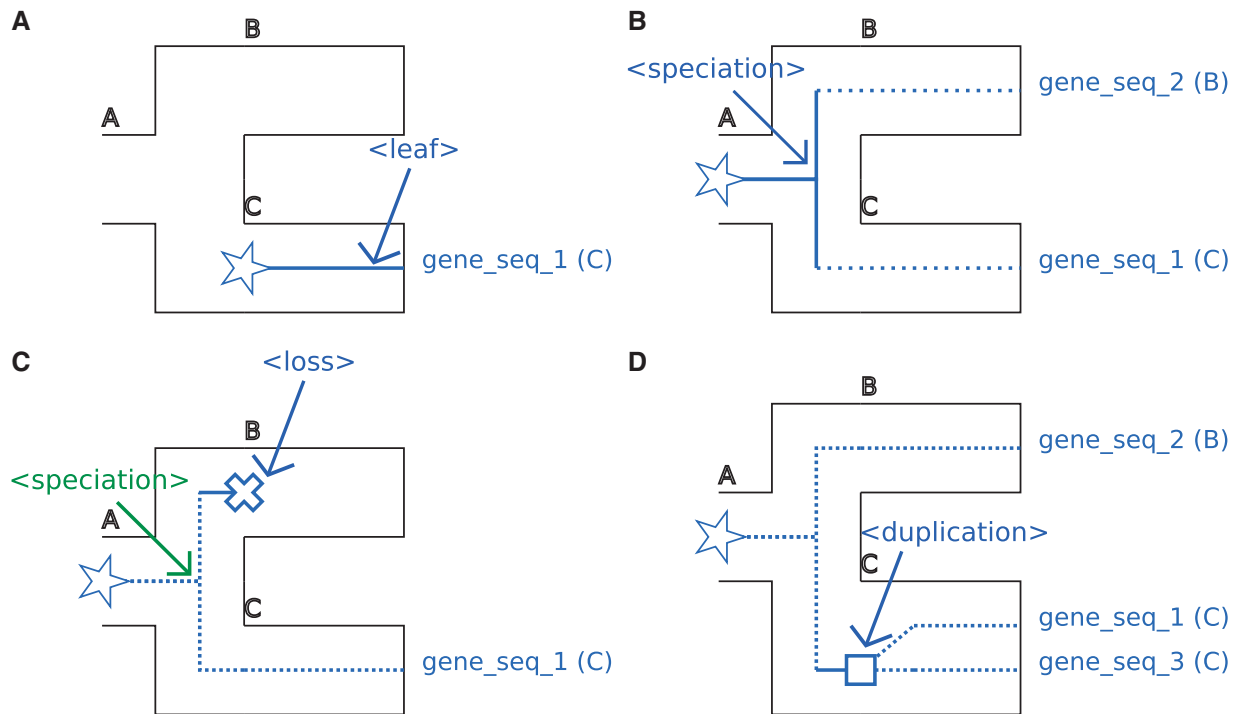 A
B
A
<leaf>
C
gene_seq_1 (C)
B
B
<speciation>
gene_seq_2 (B)
A
C
gene_seq_1 (C)
C
<loss>
B
<speciation>
A
C
gene_seq_1 (C)
D
B
gene_seq_2 (B)
A
<duplication>
C
gene_seq_1 (C)
gene_seq_3 (C)